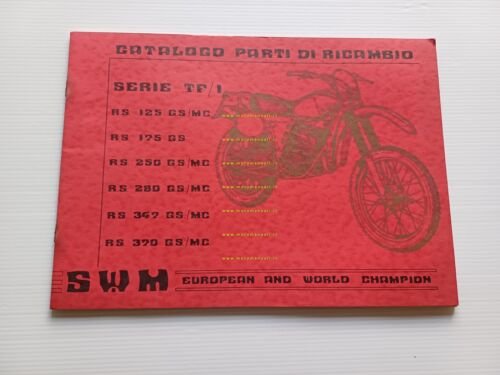 CATALOGO PARTI DI RICAMBIO
SERIE TF/1
RS 125 GS/MC
RS 175 GS
RS 250 GS/MC
RS 280 GS/MC
RS 347 GS/MC
RS 370 GS/MC
SWM EUROPEAN AND WORLD CHAMPION